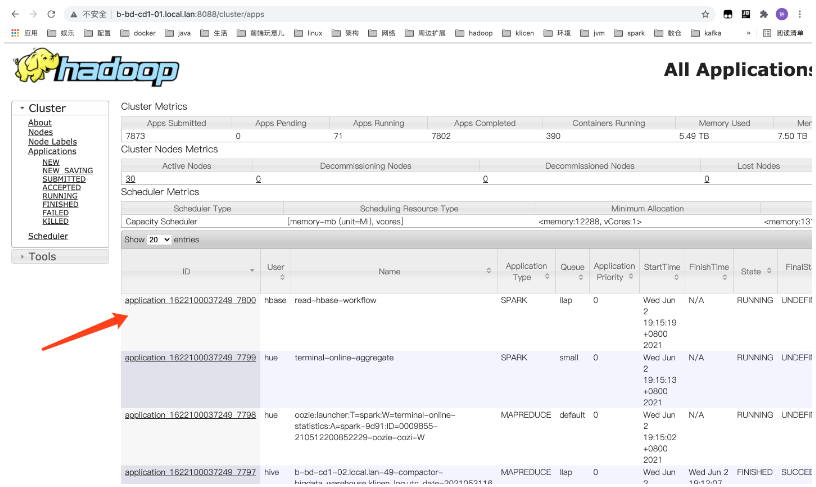 不安全 b-bd-cd1-01.local.lan:8088/cluster/apps
应用 娱乐 配置 docker java 生活 前端玩意儿 linux 架构 网络 周边扩展 hadoop klicen 环境 jvm spark 数仓 kafka » 阅读清单
hadoop
All Applications
Cluster
About
Nodes
Node Labels
Applications
NEW
NEW_SAVING
SUBMITTED
ACCEPTED
RUNNING
FINISHED
FAILED
KILLED
Scheduler
Tools
Cluster Metrics
Apps Submitted Apps Pending Apps Running Apps Completed Containers Running Memory Used Mem
7873 0 71 7802 390 5.49 TB 7.50 TB
Cluster Nodes Metrics
Active Nodes Decommissioning Nodes Decommissioned Nodes Lost Nodes
30 0 0 0
Scheduler Metrics
Scheduler Type Scheduling Resource Type Minimum Allocation
Capacity Scheduler [memory-mb (unit=Mi), vcores] <memory:12288, vCores:1> <memory:131
Show 20 entries
ID User Name Application Type Queue Application Priority StartTime FinishTime State FinalSta
application_1622100037249_7800 hbase read-hbase-workflow SPARK llap 0 Wed Jun 2 19:15:19 +0800 2021 N/A RUNNING UNDEFIN
application_1622100037249_7799 hue terminal-online-aggregate SPARK small 0 Wed Jun 2 19:15:13 +0800 2021 N/A RUNNING UNDEFIN
application_1622100037249_7798 hue oozie:launcher:T=spark:W=terminal-online-statistics:A=spark-9d91:ID=0009855-210512200852229-oozie-oozi-W MAPREDUCE default 0 Wed Jun 2 19:15:02 +0800 2021 N/A RUNNING UNDEFIN
application_1622100037249_7797 hive b-bd-cd1-02.local.lan-49-compactor- MAPREDUCE llap 0 Wed Jun 2 Wed Jun 2 19:12:07 FINISHED SUCCEE